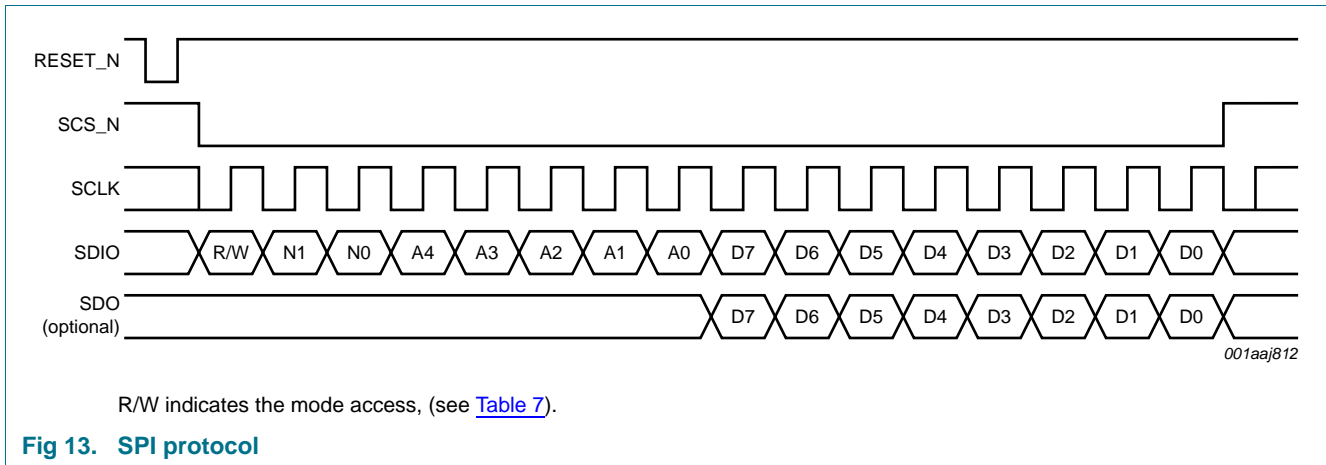 RESET_N
SCS_N
SCLK
SDIO R/W N1 N0 A4 A3 A2 A1 A0 D7 D6 D5 D4 D3 D2 D1 D0
SDO
(optional) D7 D6 D5 D4 D3 D2 D1 D0
001aaj812
R/W indicates the mode access, (see Table 7).
Fig 13. SPI protocol